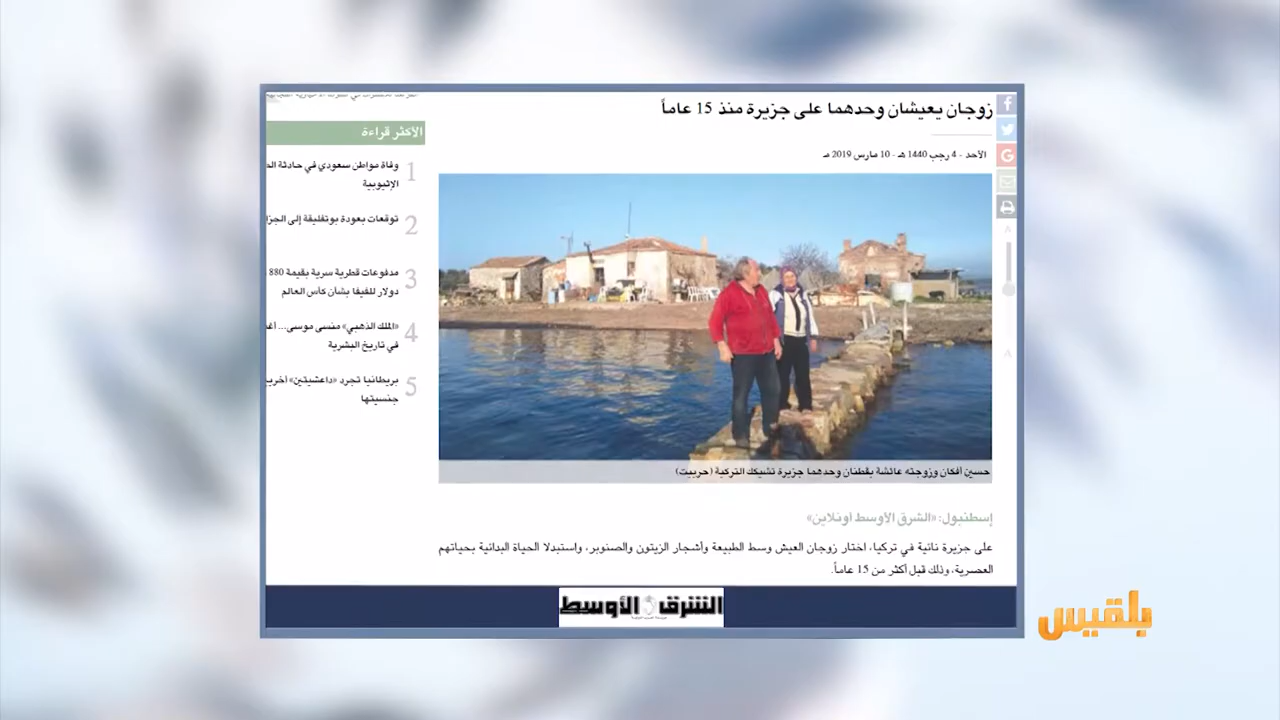 زوجان يعيشان وحدهما على جزيرة منذ 15 عاماً
الأحد - 4 رجب 1440 هـ - 10 مارس 2019 مـ
حسين أفكان وزوجته عائشة يقطنان وحدهما جزيرة تشيتك التركية (حرييت)
إسطنبول: «الشرق الأوسط أونلاين»
على جزيرة نائية في تركيا، اختار زوجان العيش وسط الطبيعة وأشجار الزيتون والصنوبر، واستبدلا الحياة البدائية بحياتهم
العصرية، وذلك قبل أكثر من 15 عاماً.
الأكثر قراءة
1
وفاة مواطن سعودي في حادثة
الإثيوبية
2
توقعات بعودة بوتفليقة إلى
3
مدفوعات قطرية سرية بقيمة 880
دولار للفيفا بشأن كأس العالم
4
«الملك الذهبي» منسى موسى...
في تاريخ البشرية
5
بريطانيا تجرد «داعشيتين»
جنسيتها
الشرق الأوسط
بلقيس